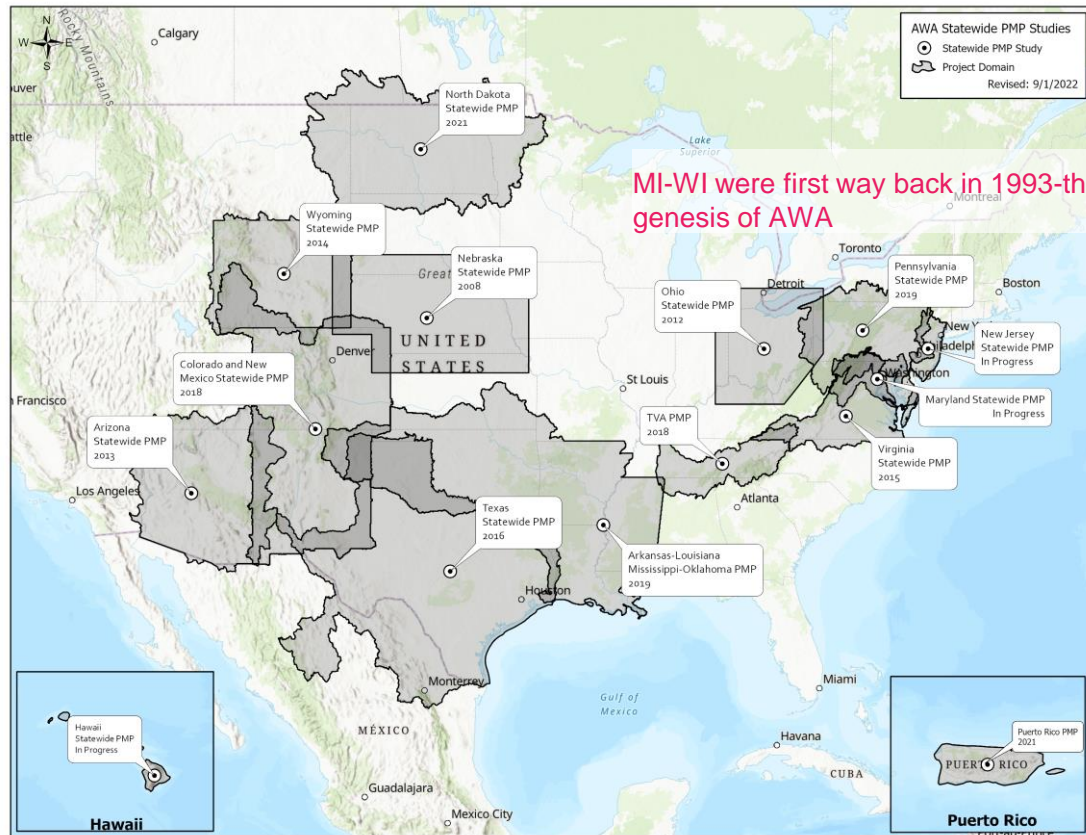 N
W E
S
Rocky Mountains
Calgary
AWA Statewide PMP Studies
Statewide PMP Study
Project Domain
Revised: 9/1/2022
North Dakota
Statewide PMP
2021
Lake
Superior
MI-WI were first way back in 1993-th
genesis of AWA
Montreal
Wyoming
Statewide PMP
2014
Toronto
Nebraska
Statewide PMP
2008
Great
Detroit
Pennsylvania
Statewide PMP
2019
Boston
Ohio
Statewide PMP
2012
UNITED
STATES
New Jersey
Statewide PMP
In Progress
Denver
Colorado and New
Mexico Statewide PMP
2018
St Louis
Washington
Maryland Statewide PMP
In Progress
Arizona
Statewide PMP
2013
TVA PMP
2018
Virginia
Statewide PMP
2015
Los Angeles
Atlanta
Texas
Statewide PMP
2016
Arkansas-Louisiana
Mississippi-Oklahoma PMP
2019
Houston
Monterrey
Miami
Gulf of
Mexico
MÉXICO
Havana
CUBA
Guadalajara
Mexico City
Hawaii
Statewide PMP
In Progress
Hawaii
Puerto Rico PMP
2021
Puerto Rico